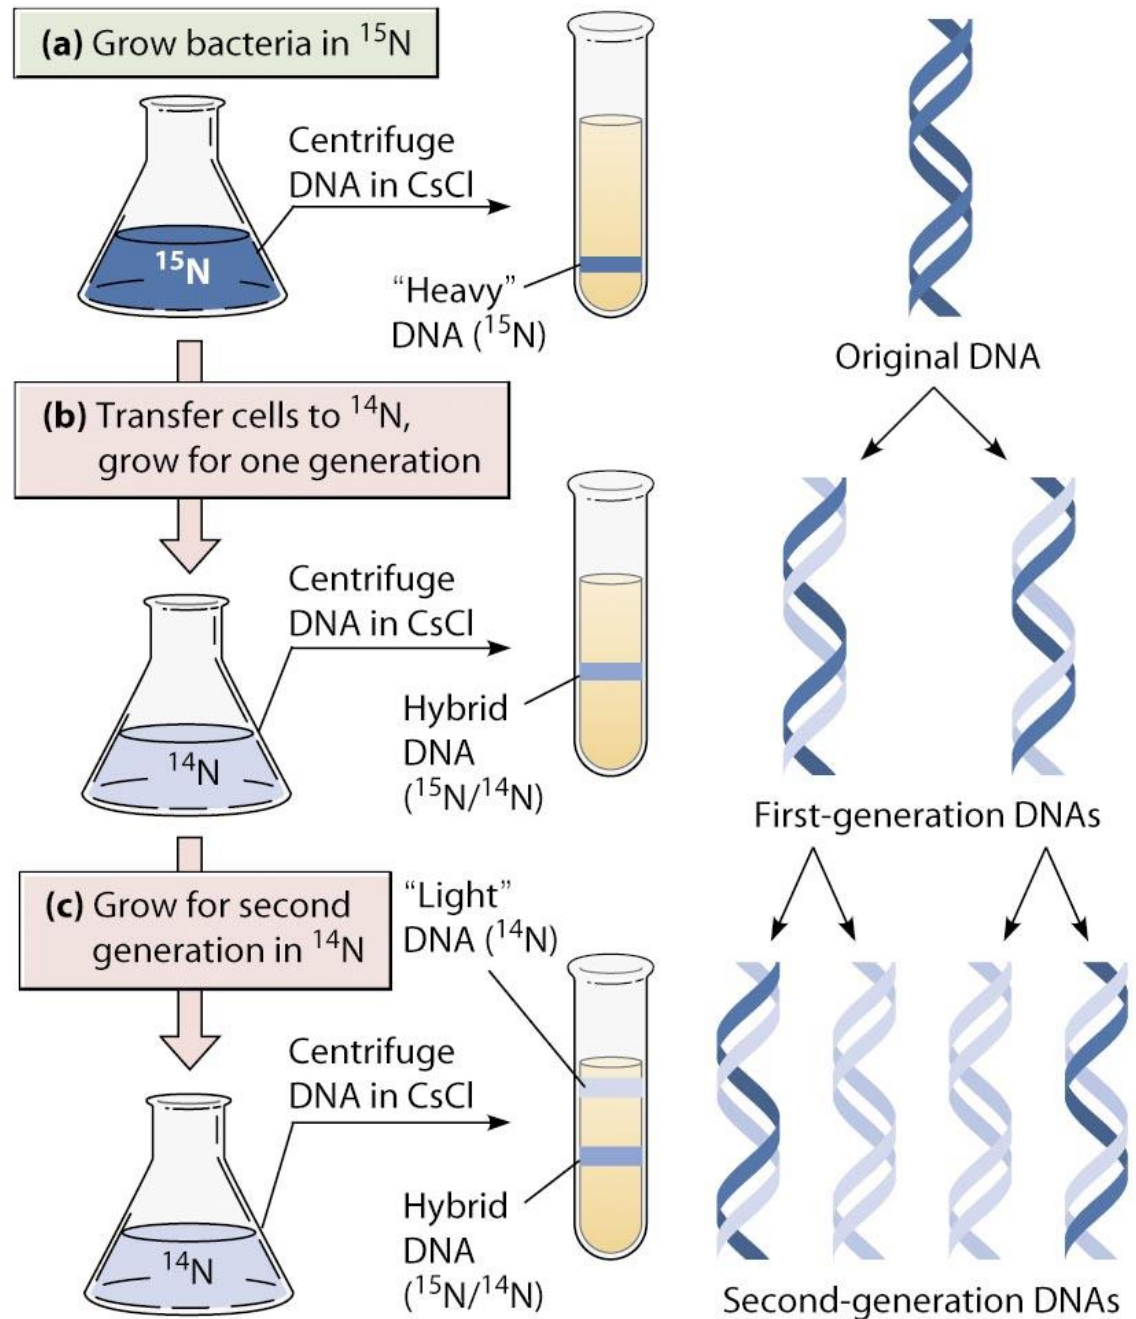 (a) Grow bacteria in ¹⁵N
Centrifuge
DNA in CsCl
¹⁵N
“Heavy”
DNA (¹⁵N)
Original DNA
(b) Transfer cells to ¹⁴N,
grow for one generation
Centrifuge
DNA in CsCl
¹⁴N
Hybrid
DNA
(¹⁵N/¹⁴N)
First-generation DNAs
(c) Grow for second
generation in ¹⁴N
“Light”
DNA (¹⁴N)
Centrifuge
DNA in CsCl
¹⁴N
Hybrid
DNA
(¹⁵N/¹⁴N)
Second-generation DNAs